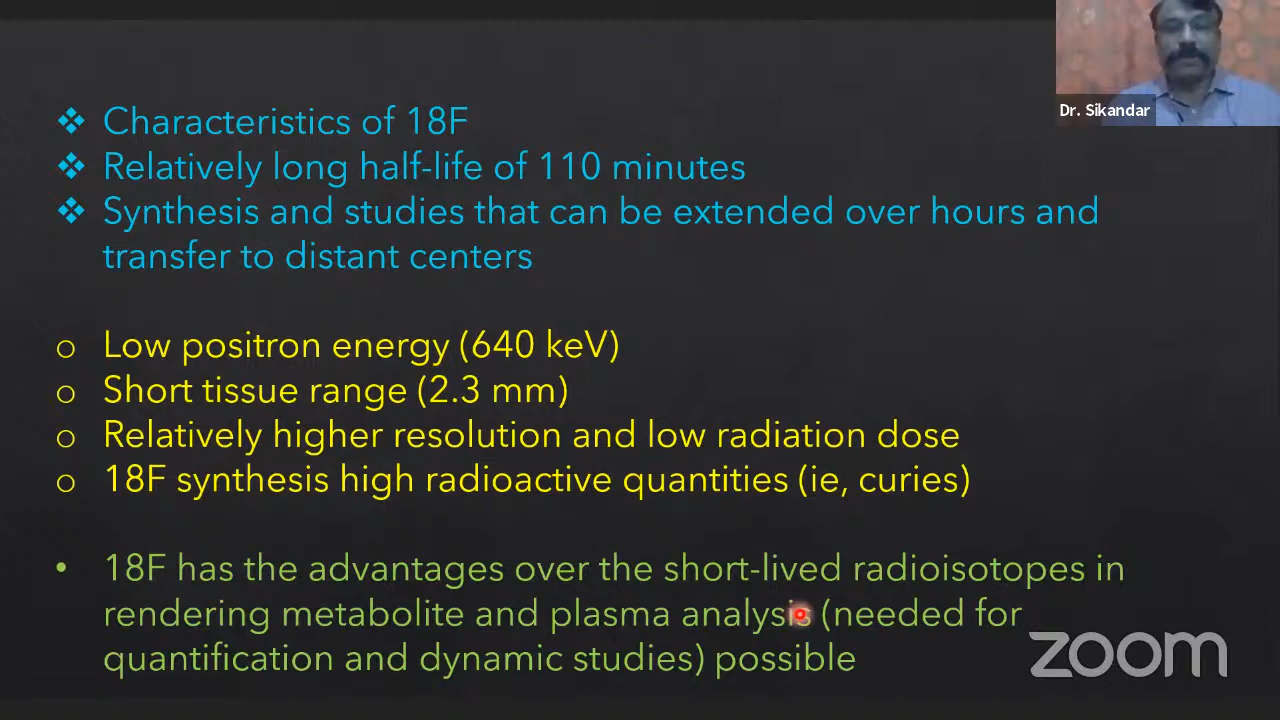 Dr. Sikandar
❖ Characteristics of 18F
❖ Relatively long half-life of 110 minutes
❖ Synthesis and studies that can be extended over hours and
transfer to distant centers
o Low positron energy (640 keV)
o Short tissue range (2.3 mm)
o Relatively higher resolution and low radiation dose
o 18F synthesis high radioactive quantities (ie, curies)
• 18F has the advantages over the short-lived radioisotopes in
rendering metabolite and plasma analysis (needed for
quantification and dynamic studies) possible
zoom